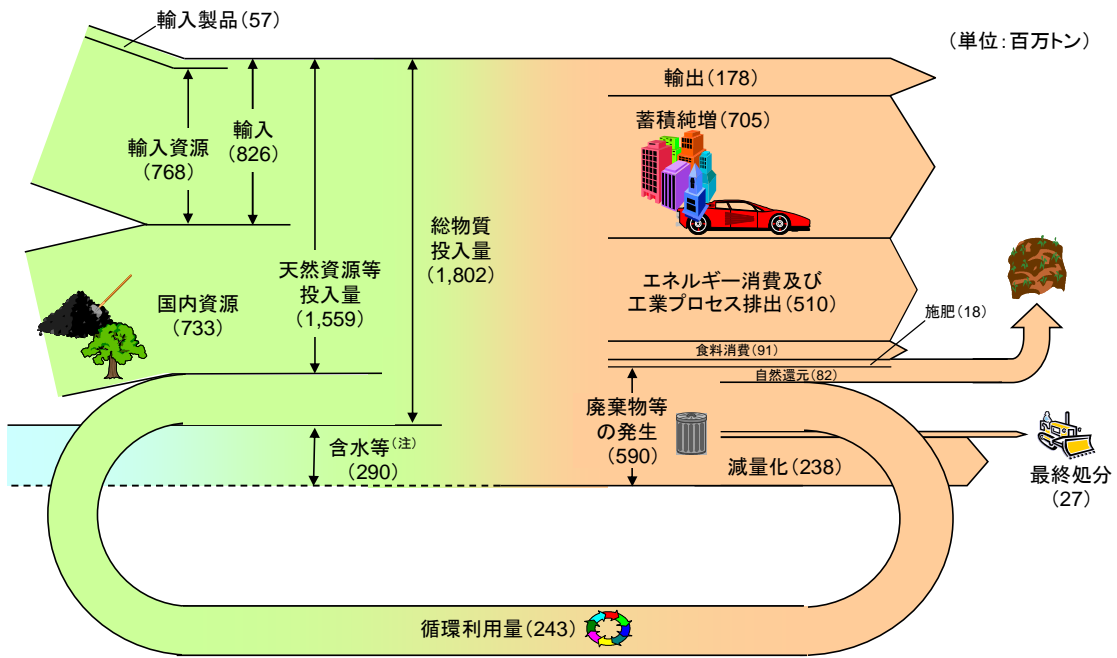 輸入製品(57)
(単位:百万トン)
輸出(178)
蓄積純増(705)
輸入
(826)
輸入資源
(768)
総物質
投入量
(1,802)
天然資源等
投入量
(1,559)
国内資源
(733)
エネルギー消費及び
工業プロセス排出(510)
施肥(18)
食料消費(91)
自然還元(82)
廃棄物等
の発生
(590)
含水等(注)
(290)
減量化(238)
最終処分
(27)
循環利用量(243)